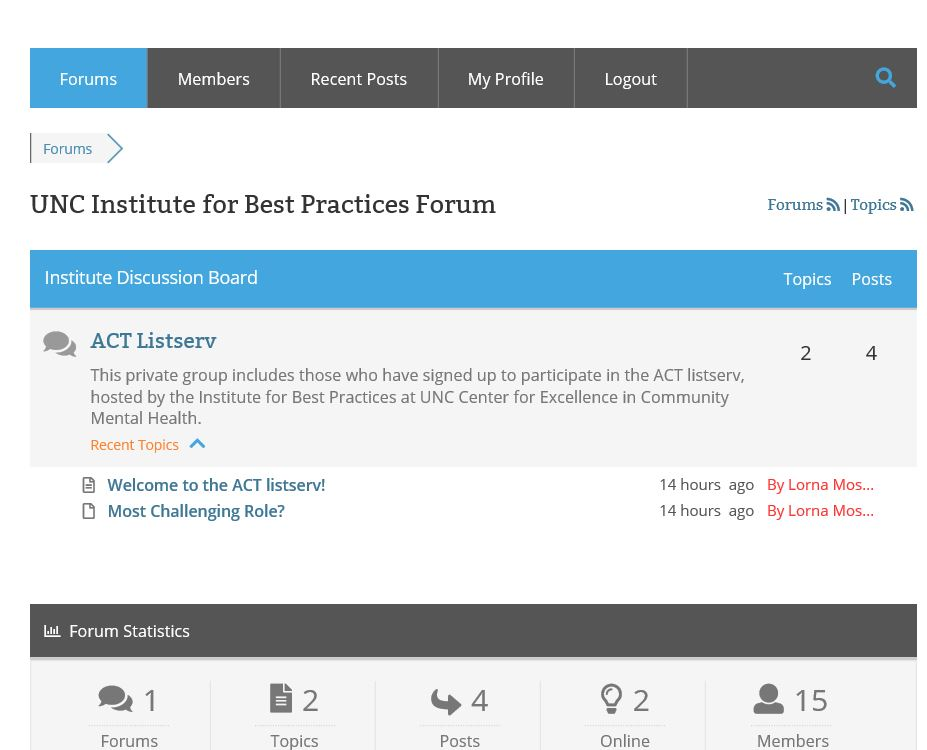 Forums Members Recent Posts My Profile Logout
Forums
UNC Institute for Best Practices Forum Forums | Topics
Institute Discussion Board Topics Posts
ACT Listserv 2 4
This private group includes those who have signed up to participate in the ACT listserv,
hosted by the Institute for Best Practices at UNC Center for Excellence in Community
Mental Health.
Recent Topics
Welcome to the ACT listserv! 14 hours ago By Lorna Mos...
Most Challenging Role? 14 hours ago By Lorna Mos...
Forum Statistics
1 2 4 2 15
Forums Topics Posts Online Members